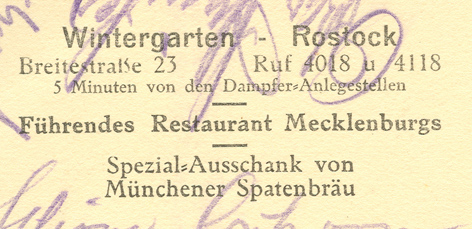 Wintergarten - Rostock
Breitestraße 23 Ruf 4018 u 4118
5 Minuten von den Dampfer-Anlegestellen
Führendes Restaurant Mecklenburgs
Spezial-Ausschank von
Münchener Spatenbräu